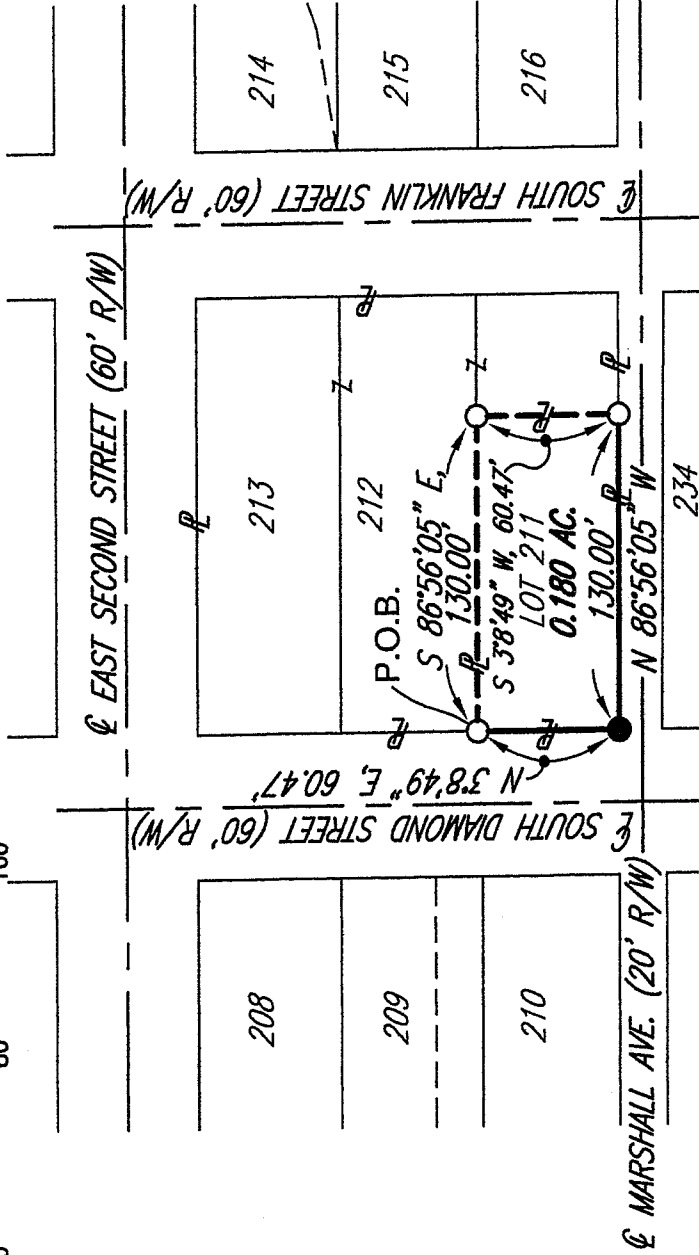 214
215
216
℄ SOUTH FRANKLIN STREET (60' R/W)
℄ EAST SECOND STREET (60' R/W)
213
212
P.O.B.
S 86°56'05" E,
130.00'
S 3°8'49" W, 60.47'
LOT 211
0.180 AC.
130.00'
N 86°56'05" W
234
N 3°8'49" E, 60.47'
℄ SOUTH DIAMOND STREET (60' R/W)
208
209
210
℄ MARSHALL AVE. (20' R/W)